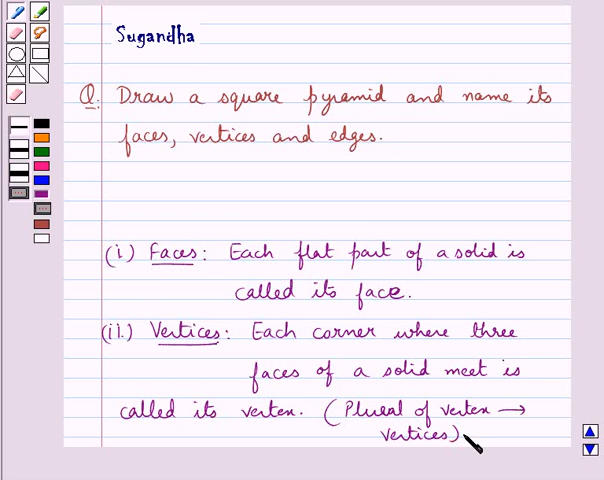 Sugandha
Q. Draw a square pyramid and name its
faces, vertices and edges.
(i) Faces: Each flat part of a solid is
called its face.
(ii) Vertices: Each corner where three
faces of a solid meet is
called its vertex. (Plural of vertex →
vertices)